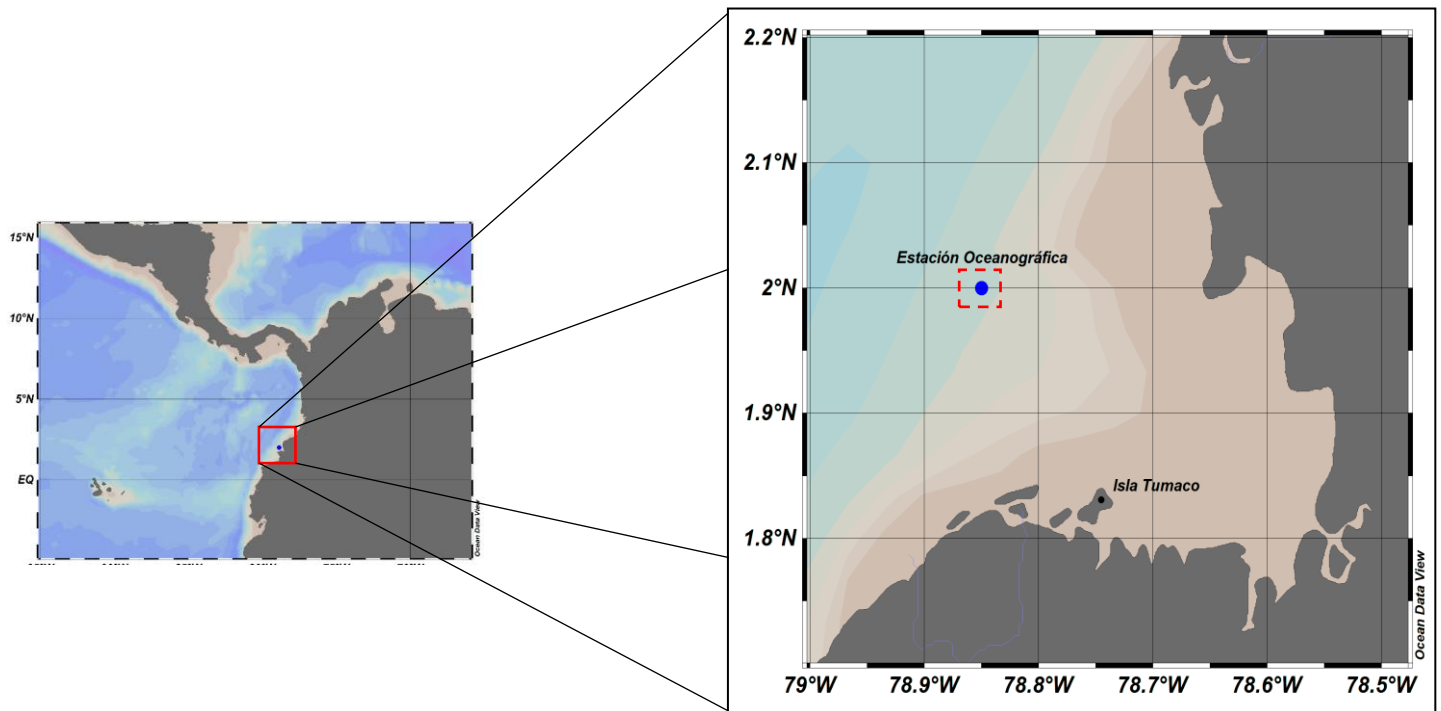 15°N
10°N
5°N
EQ
Ocean Data View
2.2°N
2.1°N
2°N
1.9°N
1.8°N
Estación Oceanográfica
Isla Tumaco
79°W
78.9°W
78.8°W
78.7°W
78.6°W
78.5°W
Ocean Data View